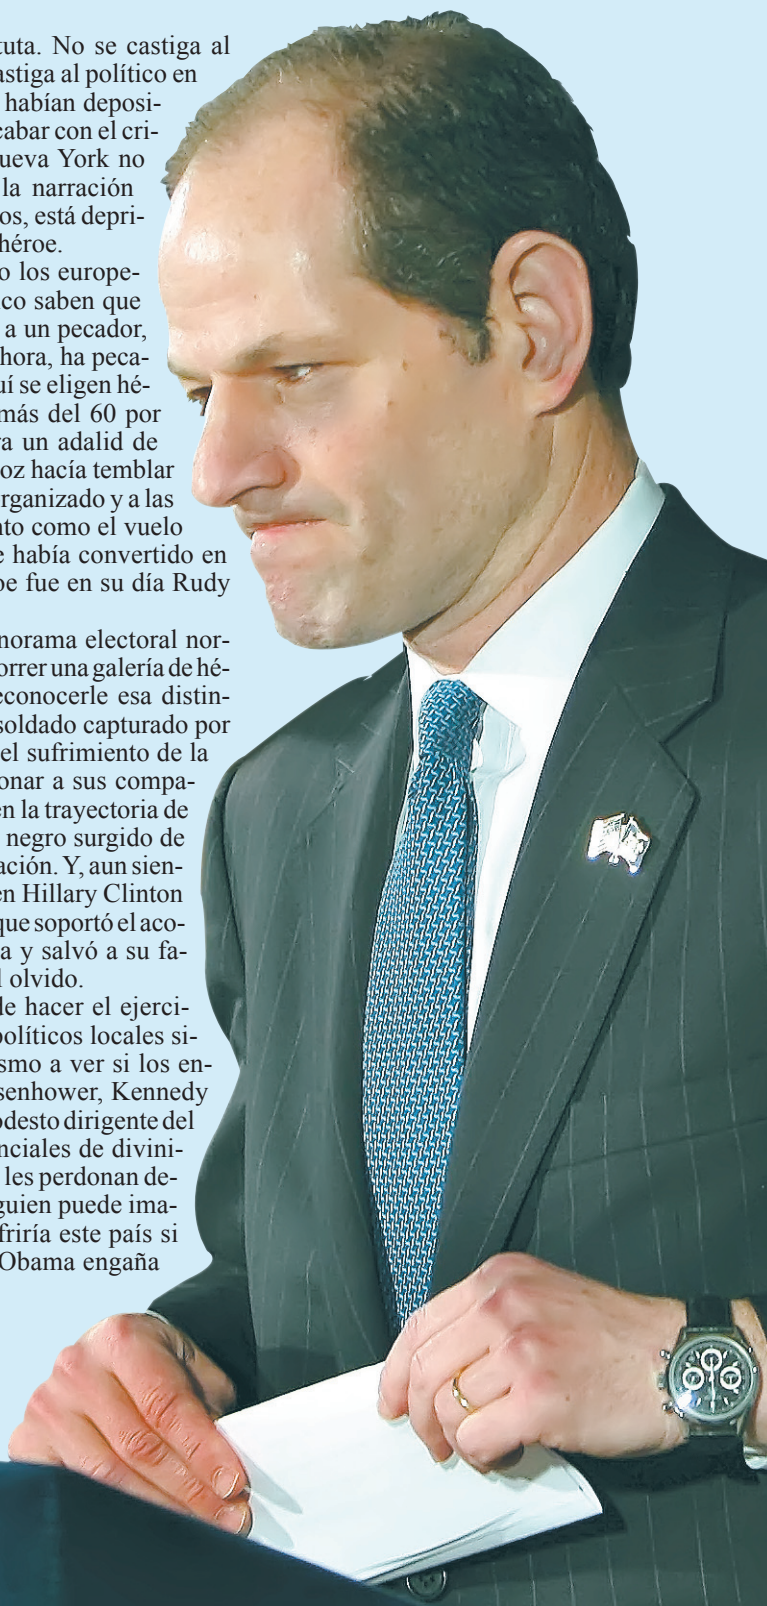 tuta. No se castiga al
astiga al político en
habían deposi-
cabar con el cri-
ueva York no
la narración
os, está depri-
héroe.
o los europe-
co saben que
a un pecador,
hora, ha peca-
uí se eligen hé-
más del 60 por
ra un adalid de
oz hacía temblar
rganizado y a las
nto como el vuelo
e había convertido en
oe fue en su día Rudy
norama electoral nor-
orrer una galería de hé-
econocerle esa distin-
soldado capturado por
el sufrimiento de la
onar a sus compa-
en la trayectoria de
negro surgido de
ación. Y, aun sien-
en Hillary Clinton
que soportó el aco-
a y salvó a su fa-
l olvido.
de hacer el ejerci-
políticos locales si-
smo a ver si los en-
senhower, Kennedy
odesto dirigente del
nciales de divini-
les perdonan de-
guien puede ima-
friría este país si
Obama engaña